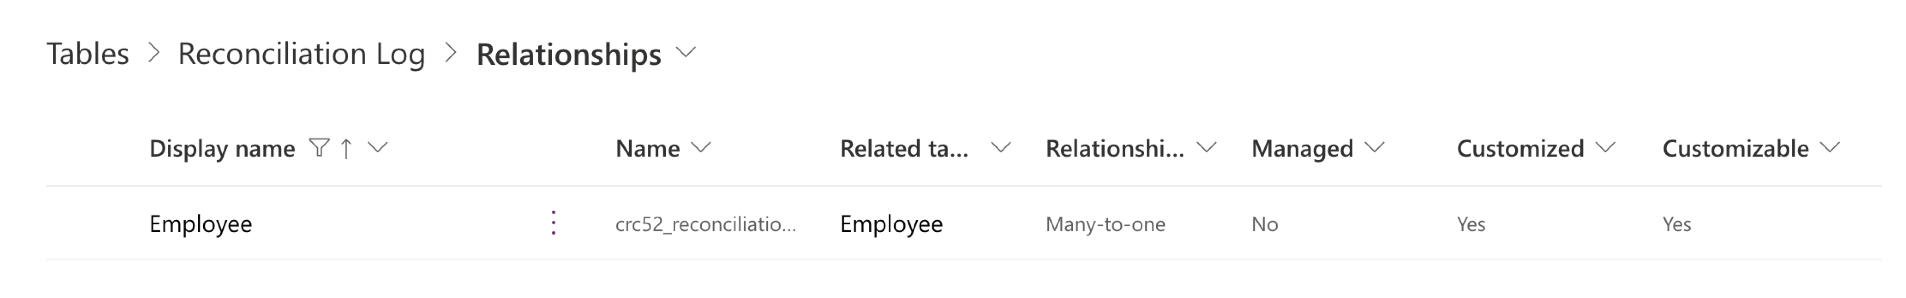 Tables > Reconciliation Log > Relationships
Display name Name Related ta... Relationshi... Managed Customized Customizable
Employee crc52_reconciliatio... Employee Many-to-one No Yes Yes